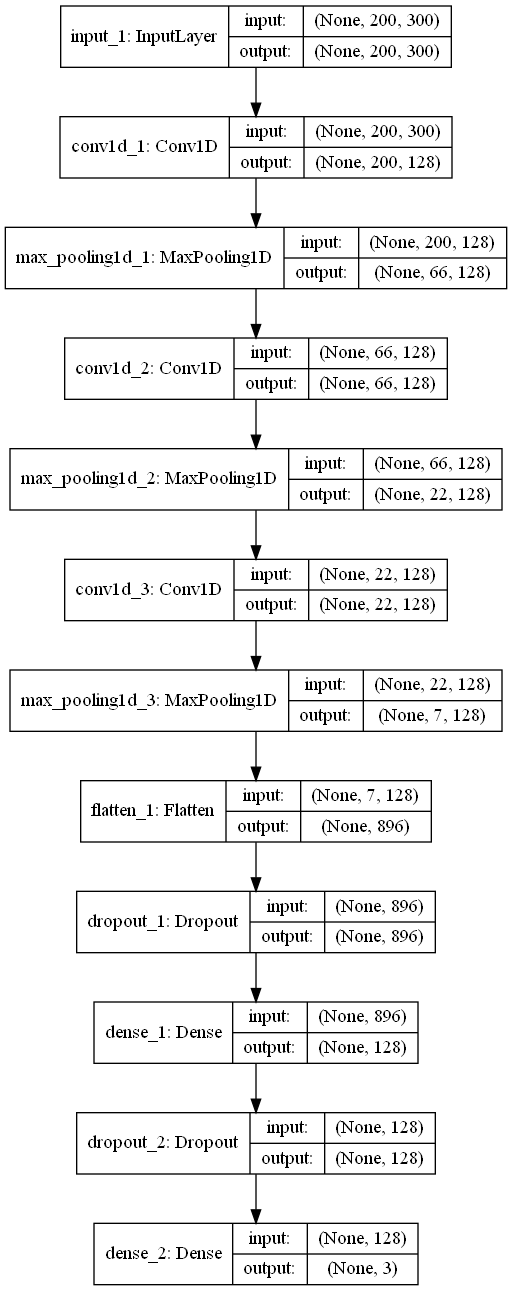 input_1: InputLayer
input: (None, 200, 300)
output: (None, 200, 300)
conv1d_1: Conv1D
input: (None, 200, 300)
output: (None, 200, 128)
max_pooling1d_1: MaxPooling1D
input: (None, 200, 128)
output: (None, 66, 128)
conv1d_2: Conv1D
input: (None, 66, 128)
output: (None, 66, 128)
max_pooling1d_2: MaxPooling1D
input: (None, 66, 128)
output: (None, 22, 128)
conv1d_3: Conv1D
input: (None, 22, 128)
output: (None, 22, 128)
max_pooling1d_3: MaxPooling1D
input: (None, 22, 128)
output: (None, 7, 128)
flatten_1: Flatten
input: (None, 7, 128)
output: (None, 896)
dropout_1: Dropout
input: (None, 896)
output: (None, 896)
dense_1: Dense
input: (None, 896)
output: (None, 128)
dropout_2: Dropout
input: (None, 128)
output: (None, 128)
dense_2: Dense
input: (None, 128)
output: (None, 3)